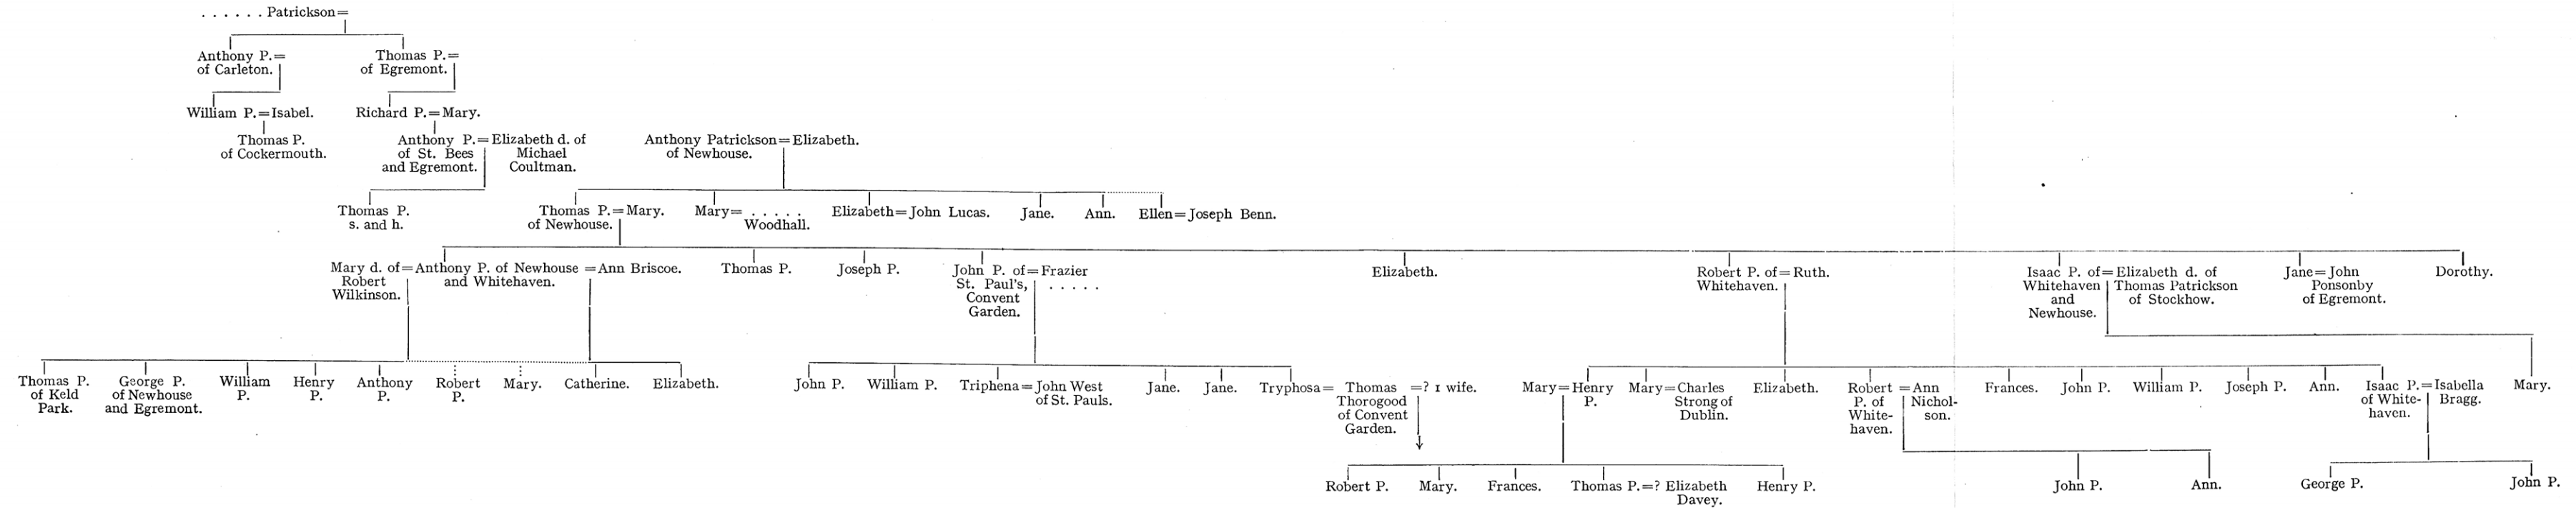 . . . . . . Patrickson=
Anthony P.=
of Carleton.
Thomas P.=
of Egremont.
William P.=Isabel.
Richard P.=Mary.
Thomas P.
of Cockermouth.
Anthony P.=Elizabeth d. of
of St. Bees Michael
and Egremont. Coultman.
Anthony Patrickson=Elizabeth.
of Newhouse.
Thomas P.
s. and h.
Thomas P.=Mary.
of Newhouse.
Mary= . . . . .
Woodhall.
Elizabeth=John Lucas.
Jane.
Ann.
Ellen=Joseph Benn.
Mary d. of=Anthony P. of Newhouse =Ann Briscoe.
Robert and Whitehaven.
Wilkinson.
Thomas P.
Joseph P.
John P. of=Frazier
St. Paul's, . . . . .
Convent
Garden.
Elizabeth.
Robert P. of=Ruth.
Whitehaven.
Isaac P. of=Elizabeth d. of
Whitehaven Thomas Patrickson
and of Stockhow.
Newhouse.
Jane=John
Ponsonby
of Egremont.
Dorothy.
Thomas P.
of Keld
Park.
George P.
of Newhouse
and Egremont.
William
P.
Henry
P.
Anthony
P.
Robert
P.
Mary.
Catherine.
Elizabeth.
John P.
William P.
Triphena=John West
of St. Pauls.
Jane.
Jane.
Tryphosa= Thomas =? 1 wife.
Thorogood
of Convent
Garden.
Mary=Henry
P.
Mary=Charles
Strong of
Dublin.
Elizabeth.
Robert =Ann
P. of Nichol-
White- son.
haven.
Frances.
John P.
William P.
Joseph P.
Ann.
Isaac P.=Isabella
of White- Bragg.
haven.
Mary.
Robert P.
Mary.
Frances.
Thomas P.=? Elizabeth
Davey.
Henry P.
John P.
Ann.
George P.
John P.